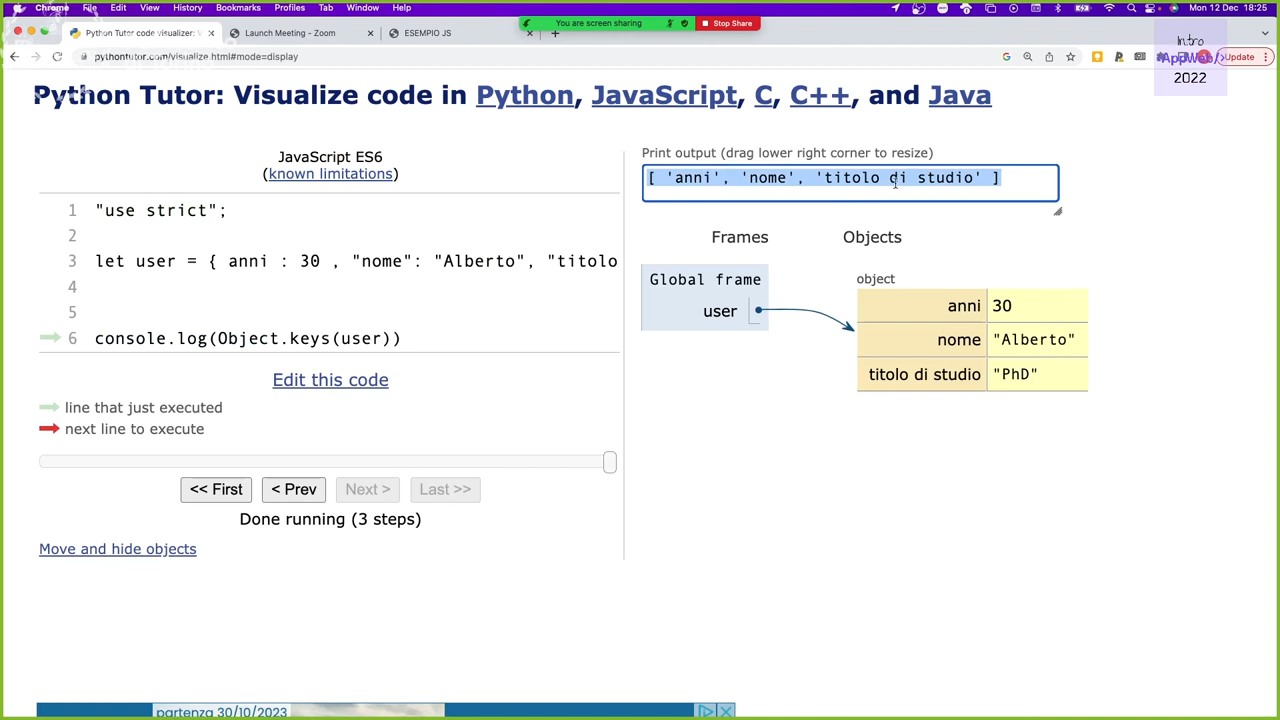 Chrome File Edit View History Bookmarks Profiles Tab Window Help
Mon 12 Dec 18:25
You are screen sharing
Stop Share
Python Tutor code visualizer: V
Launch Meeting - Zoom
ESEMPIO JS
pythontutor.com/visualize.html#mode=display
Update
Intro
AppWeb/>
2022
Python Tutor: Visualize code in Python, JavaScript, C, C++, and Java
JavaScript ES6
(known limitations)
1 "use strict";
2
3 let user = { anni : 30 , "nome": "Alberto", "titolo
4
5
6 console.log(Object.keys(user))
Edit this code
line that just executed
next line to execute
<< First
< Prev
Next >
Last >>
Done running (3 steps)
Move and hide objects
Print output (drag lower right corner to resize)
[ 'anni', 'nome', 'titolo di studio' ]
Frames
Objects
Global frame
user
object
anni 30
nome "Alberto"
titolo di studio "PhD"
partenza 30/10/2023